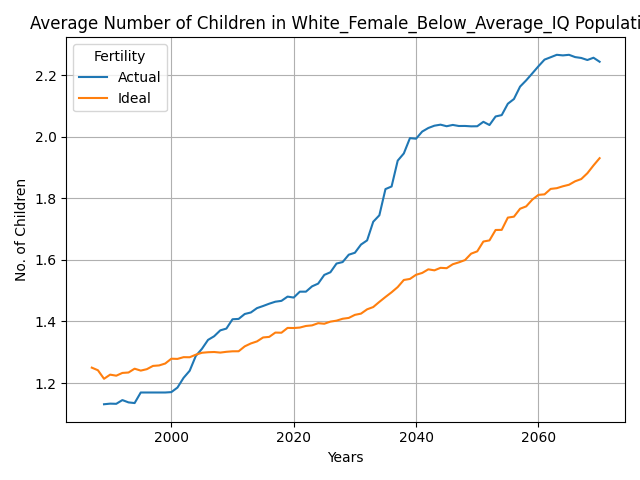 Average Number of Children in White_Female_Below_Average_IQ Populati
Fertility
Actual
Ideal
No. of Children
2.2
2.0
1.8
1.6
1.4
1.2
2000 2020 2040 2060
Years